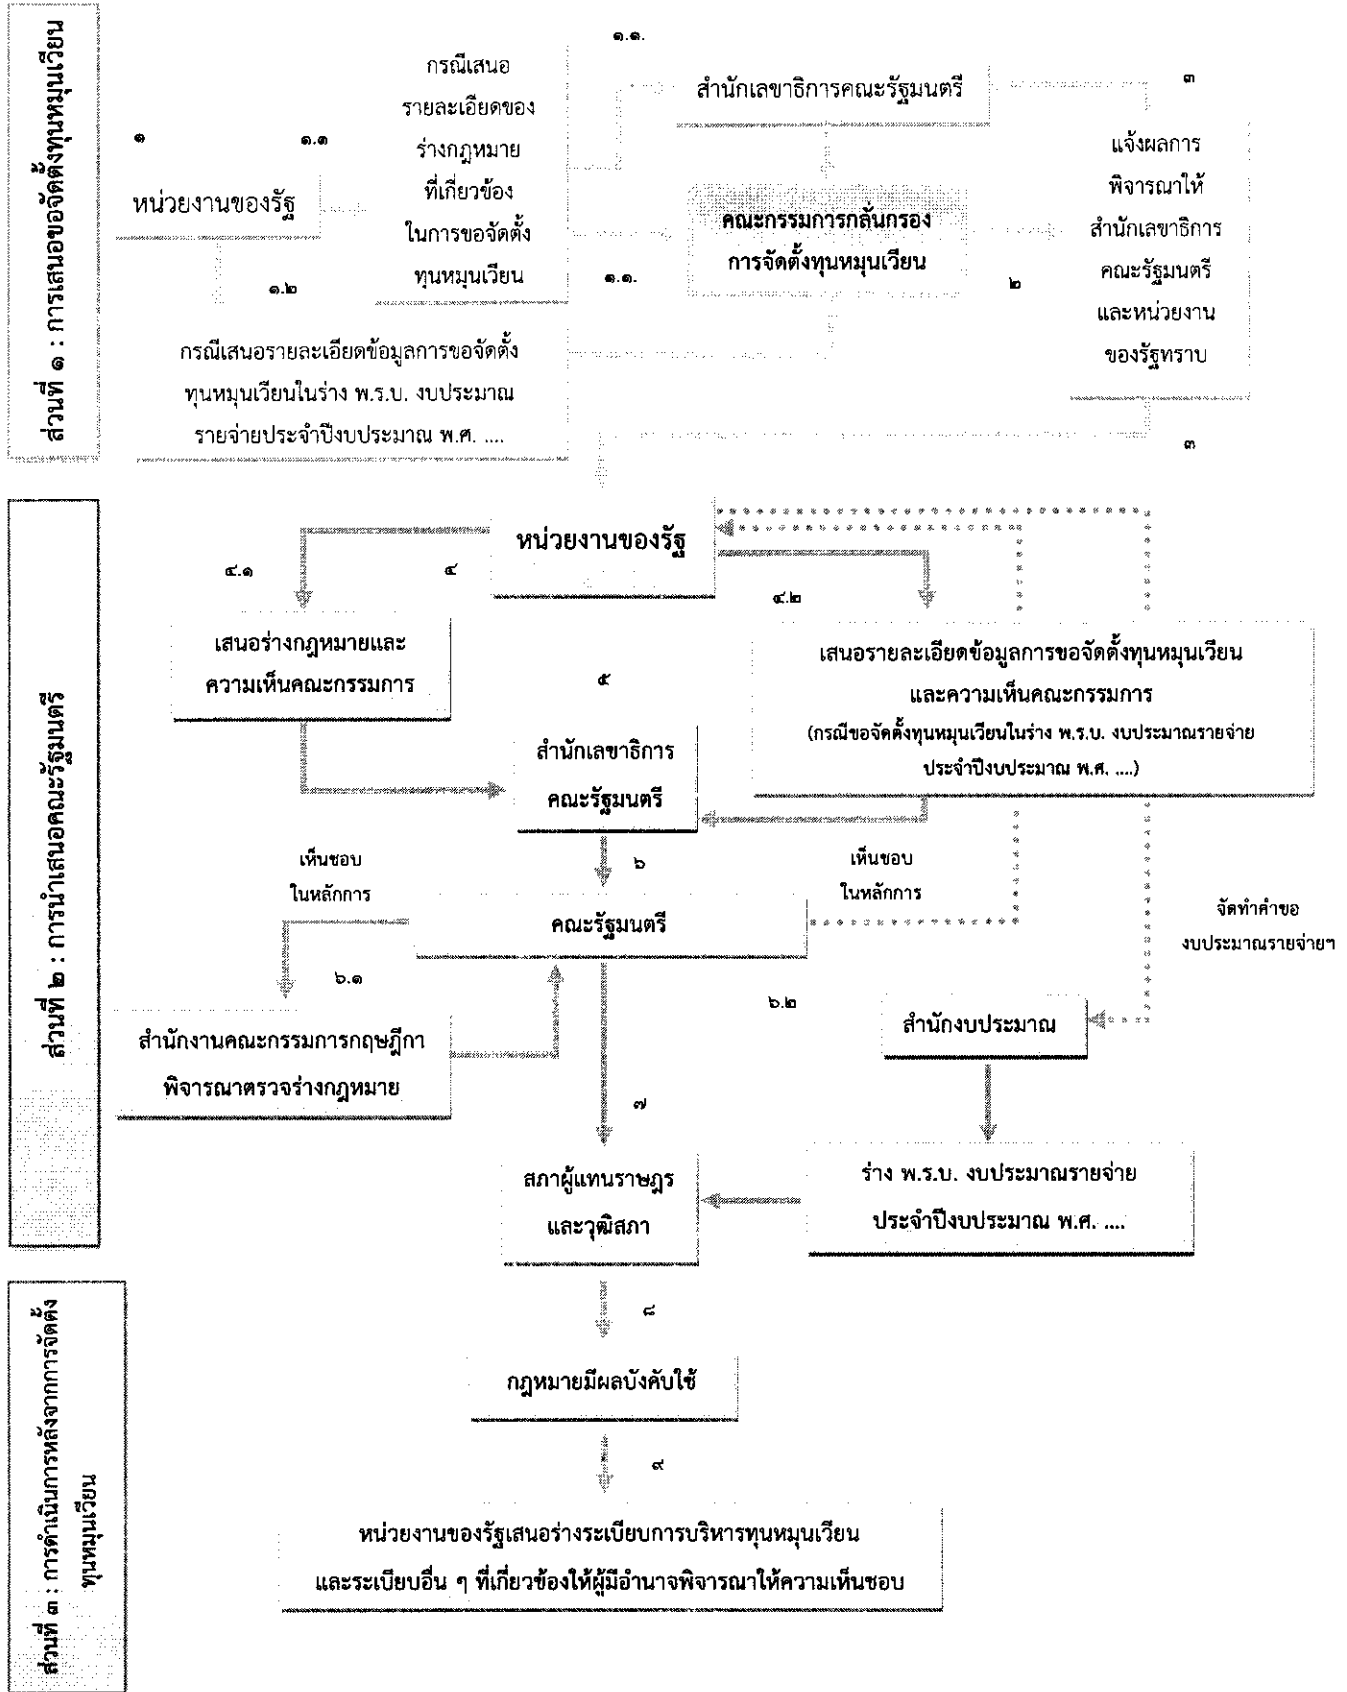 ส่วนที่ ๑ : การเสนอขอจัดตั้งทุนหมุนเวียน
๑
หน่วยงานของรัฐ
๑.๑
กรณีเสนอ
รายละเอียดของ
ร่างกฎหมาย
ที่เกี่ยวข้อง
ในการขอจัดตั้ง
ทุนหมุนเวียน
๑.๑.
สำนักเลขาธิการคณะรัฐมนตรี
๓
คณะกรรมการกลั่นกรอง
การจัดตั้งทุนหมุนเวียน
๑.๑.
๒
แจ้งผลการ
พิจารณาให้
สำนักเลขาธิการ
คณะรัฐมนตรี
และหน่วยงาน
ของรัฐทราบ
๑.๒
กรณีเสนอรายละเอียดข้อมูลการขอจัดตั้ง
ทุนหมุนเวียนในร่าง พ.ร.บ. งบประมาณ
รายจ่ายประจำปีงบประมาณ พ.ศ. ....
๓
ส่วนที่ ๒ : การนำเสนอคณะรัฐมนตรี
หน่วยงานของรัฐ
๔.๑
๔
๔.๒
เสนอร่างกฎหมายและ
ความเห็นคณะกรรมการ
เสนอรายละเอียดข้อมูลการขอจัดตั้งทุนหมุนเวียน
และความเห็นคณะกรรมการ
(กรณีขอจัดตั้งทุนหมุนเวียนในร่าง พ.ร.บ. งบประมาณรายจ่าย
ประจำปีงบประมาณ พ.ศ. ....)
๕
สำนักเลขาธิการ
คณะรัฐมนตรี
๖
เห็นชอบ
ในหลักการ
เห็นชอบ
ในหลักการ
คณะรัฐมนตรี
จัดทำคำขอ
งบประมาณรายจ่ายฯ
๖.๑
๖.๒
สำนักงานคณะกรรมการกฤษฎีกา
พิจารณาตรวจร่างกฎหมาย
สำนักงบประมาณ
๗
สภาผู้แทนราษฎร
และวุฒิสภา
ร่าง พ.ร.บ. งบประมาณรายจ่าย
ประจำปีงบประมาณ พ.ศ. ....
ส่วนที่ ๓ : การดำเนินการหลังจากการจัดตั้ง
ทุนหมุนเวียน
๘
กฎหมายมีผลบังคับใช้
๙
หน่วยงานของรัฐเสนอร่างระเบียบการบริหารทุนหมุนเวียน
และระเบียบอื่น ๆ ที่เกี่ยวข้องให้ผู้มีอำนาจพิจารณาให้ความเห็นชอบ